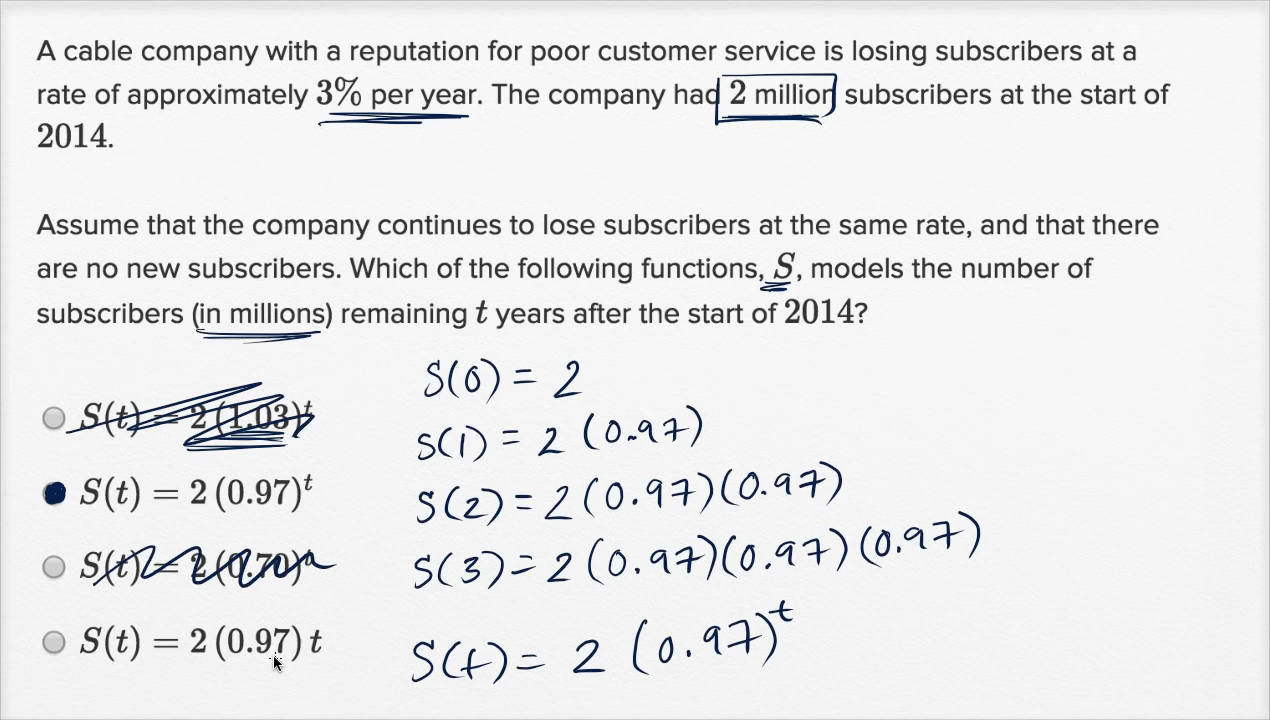 A cable company with a reputation for poor customer service is losing subscribers at a
rate of approximately 3% per year. The company had 2 million subscribers at the start of
2014.
Assume that the company continues to lose subscribers at the same rate, and that there
are no new subscribers. Which of the following functions, S, models the number of
subscribers (in millions) remaining t years after the start of 2014?
S(0) = 2
S(t) = 2 (1.03)^t
S(1) = 2 (0.97)
S(t) = 2 (0.97)^t
S(2) = 2 (0.97)(0.97)
S(t) = 2 (0.70)^t
S(3) = 2 (0.97)(0.97)(0.97)
S(t) = 2 (0.97) t
S(t) = 2 (0.97)^t